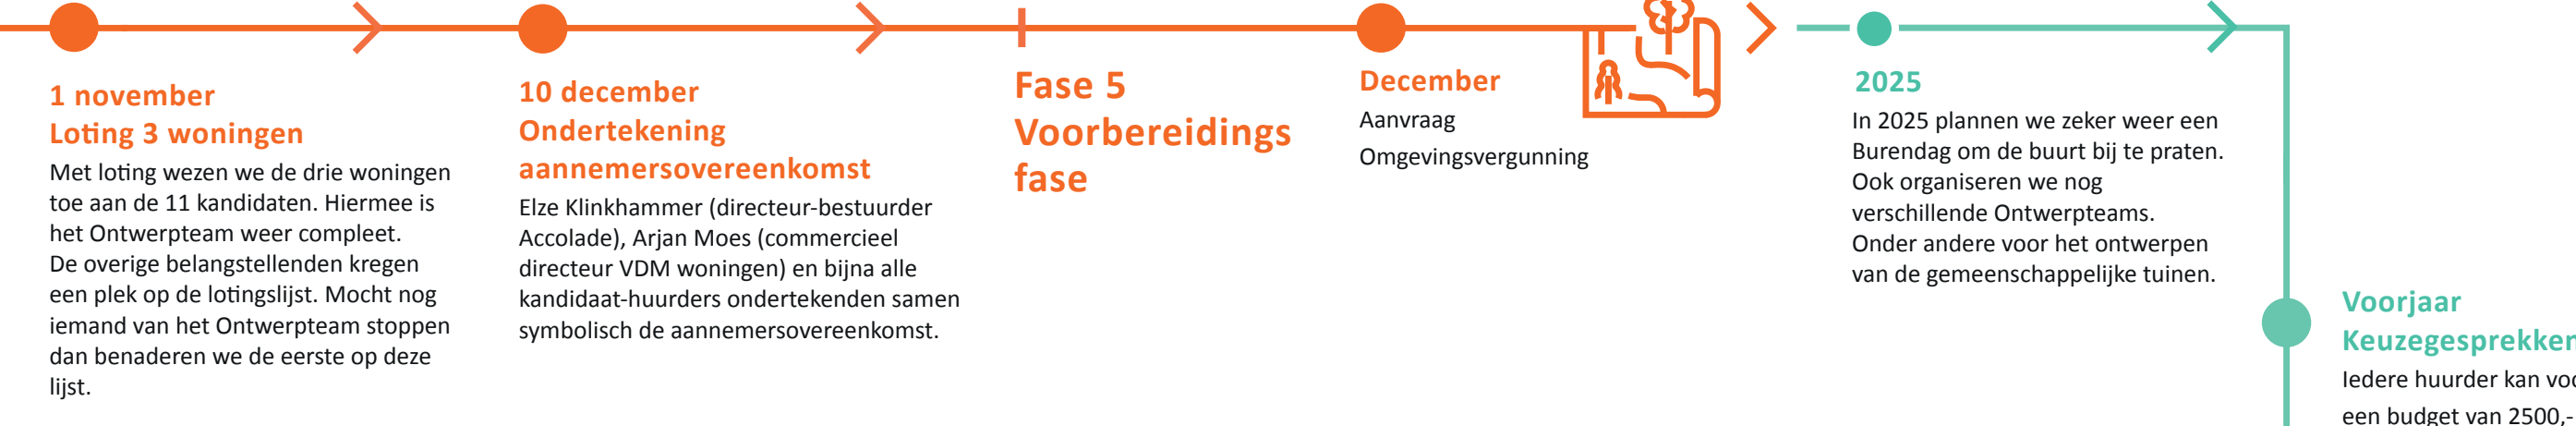 1 november
Loting 3 woningen
Met loting wezen we de drie woningen
toe aan de 11 kandidaten. Hiermee is
het Ontwerpteam weer compleet.
De overige belangstellenden kregen
een plek op de lotingslijst. Mocht nog
iemand van het Ontwerpteam stoppen
dan benaderen we de eerste op deze
lijst.
10 december
Ondertekening
aannemersovereenkomst
Elze Klinkhammer (directeur-bestuurder
Accolade), Arjan Moes (commercieel
directeur VDM woningen) en bijna alle
kandidaat-huurders ondertekenden samen
symbolisch de aannemersovereenkomst.
Fase 5
Voorbereidings
fase
December
Aanvraag
Omgevingsvergunning
2025
In 2025 plannen we zeker weer een
Burendag om de buurt bij te praten.
Ook organiseren we nog
verschillende Ontwerpteams.
Onder andere voor het ontwerpen
van de gemeenschappelijke tuinen.
Voorjaar
Keuzegesprekken
Iedere huurder kan
een budget van 2500,-